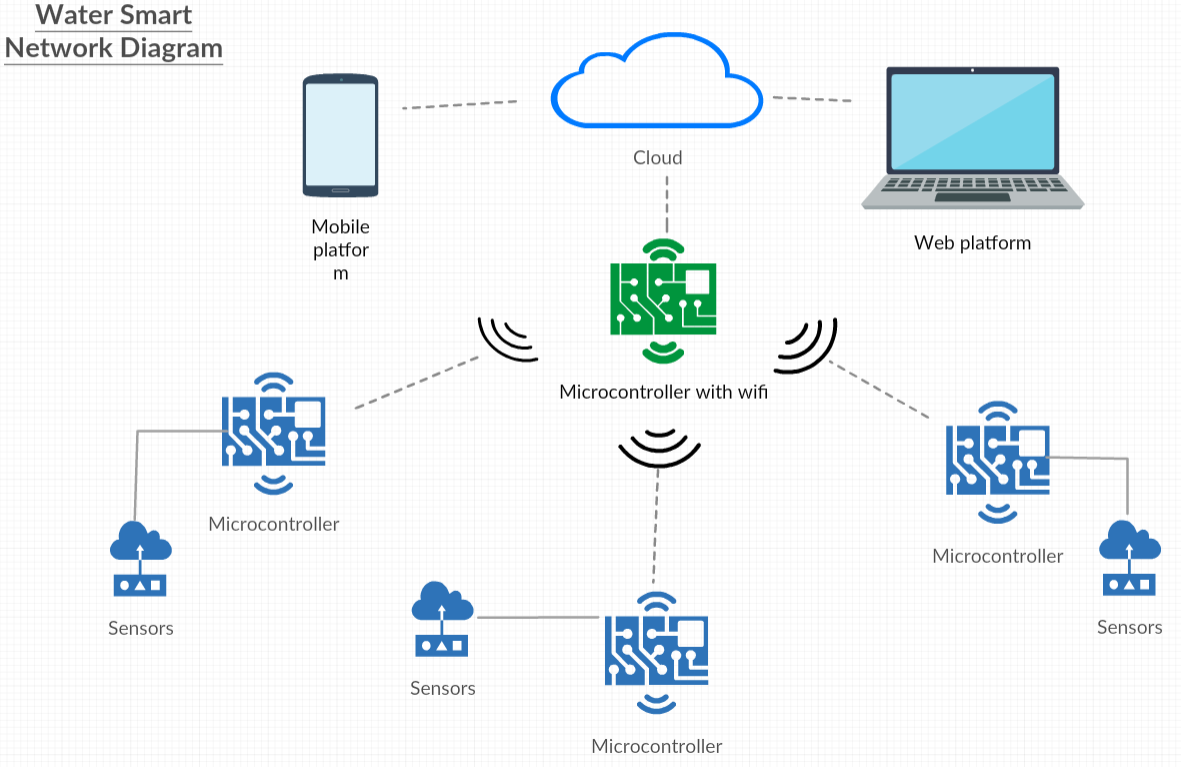 Water Smart
Network Diagram
Cloud
Mobile
platfor
m
Web platform
Microcontroller with wifi
Microcontroller
Microcontroller
Sensors
Sensors
Sensors
Microcontroller